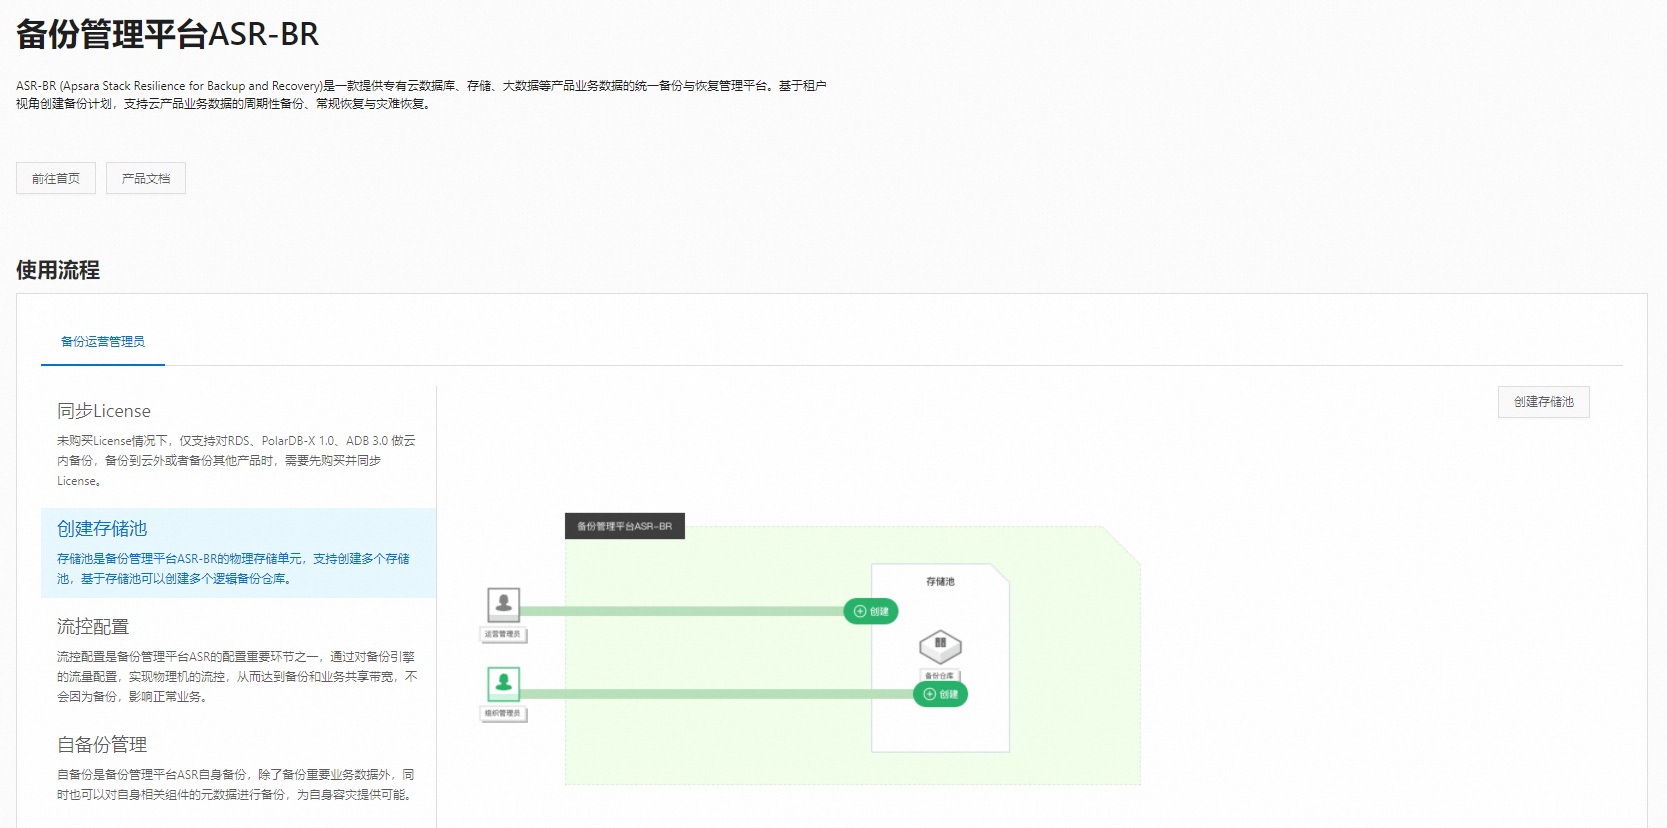 备份管理平台ASR-BR
ASR-BR (Apsara Stack Resilience for Backup and Recovery)是一款提供专有云数据库、存储、大数据等产品业务数据的统一备份与恢复管理平台。基于租户
视角创建备份计划，支持云产品业务数据的周期性备份、常规恢复与灾难恢复。
前往首页
产品文档
使用流程
备份运营管理员
同步License
未购买License情况下，仅支持对RDS、PolarDB-X 1.0、ADB 3.0 做云
内备份，备份到云外或者备份其他产品时，需要先购买并同步
License。
创建存储池
存储池是备份管理平台ASR-BR的物理存储单元，支持创建多个存储
池，基于存储池可以创建多个逻辑备份仓库。
流控配置
流控配置是备份管理平台ASR的配置重要环节之一，通过对备份引擎
的流量配置，实现物理机的流控，从而达到备份和业务共享带宽，不
会因为备份，影响正常业务。
自备份管理
自备份是备份管理平台ASR自身备份，除了备份重要业务数据外，同
时也可以对自身相关组件的元数据进行备份，为自身容灾提供可能。
创建存储池
备份管理平台ASR-BR
存储池
创建
运营管理员
备份仓库
创建
组织管理员